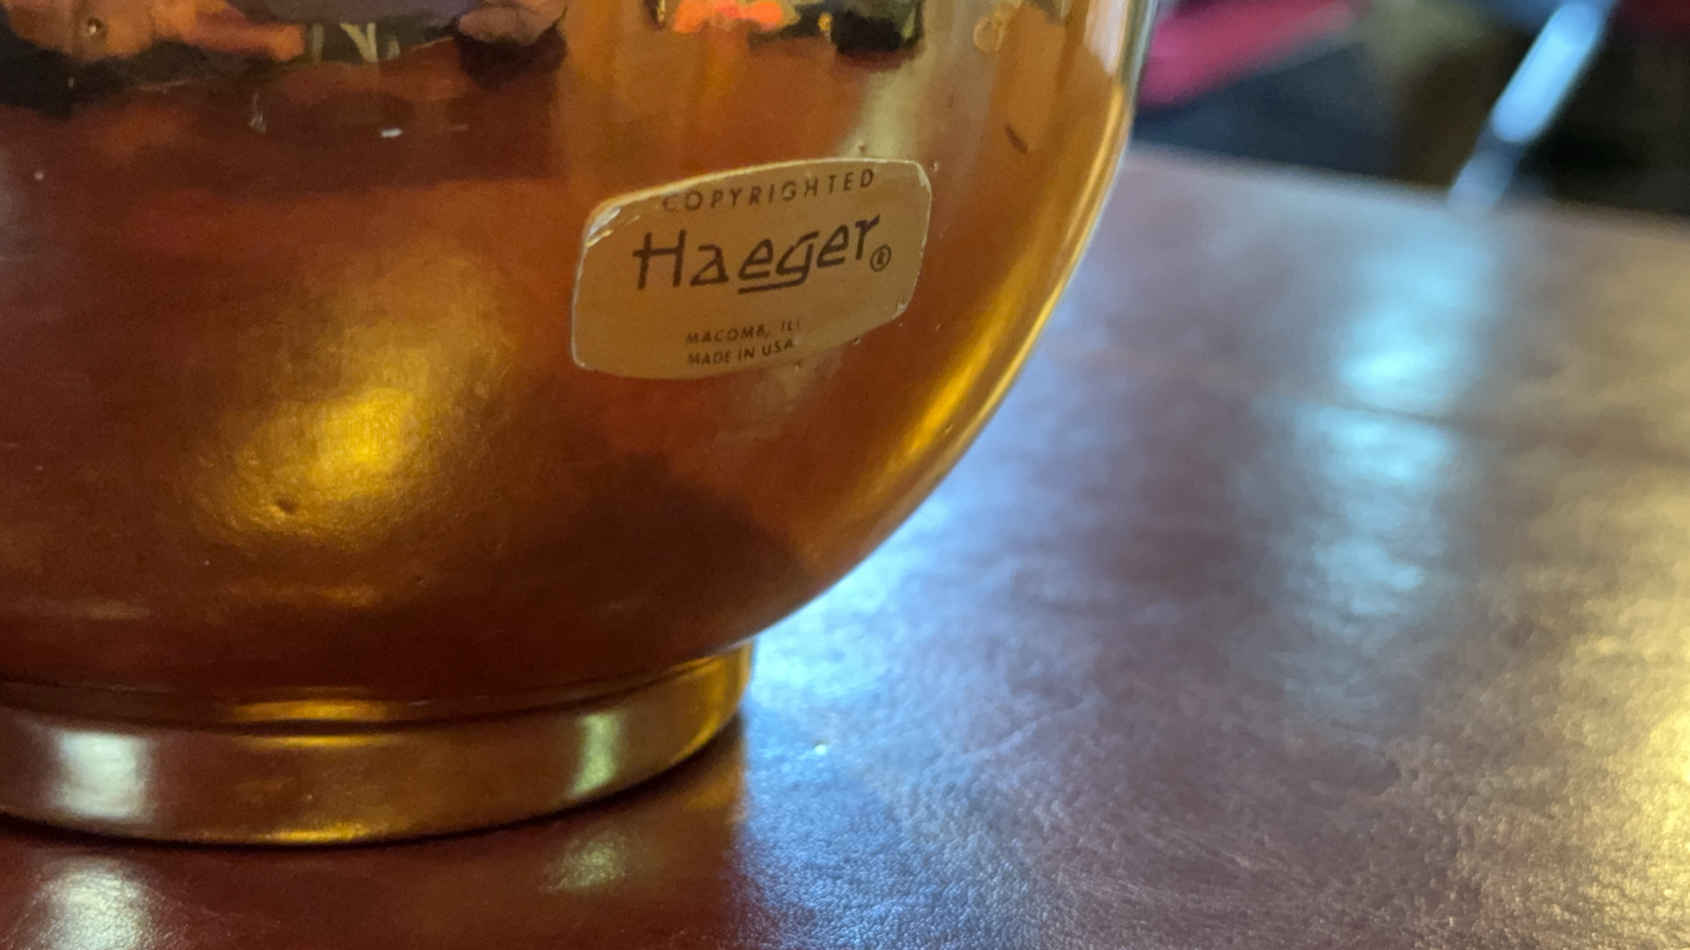 COPYRIGHTED
Haeger®
MACOMB, ILL
MADE IN USA